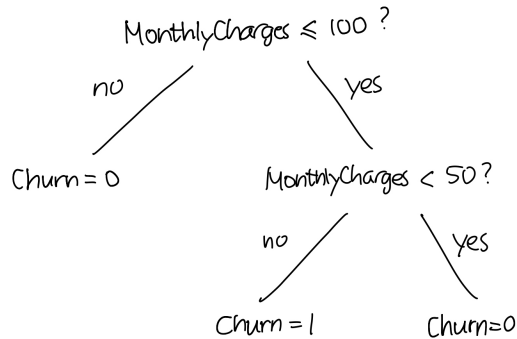 MonthlyCharges ⩽ 100 ?
no
yes
Churn = 0
MonthlyCharges < 50 ?
no
yes
Churn = 1
Churn=0